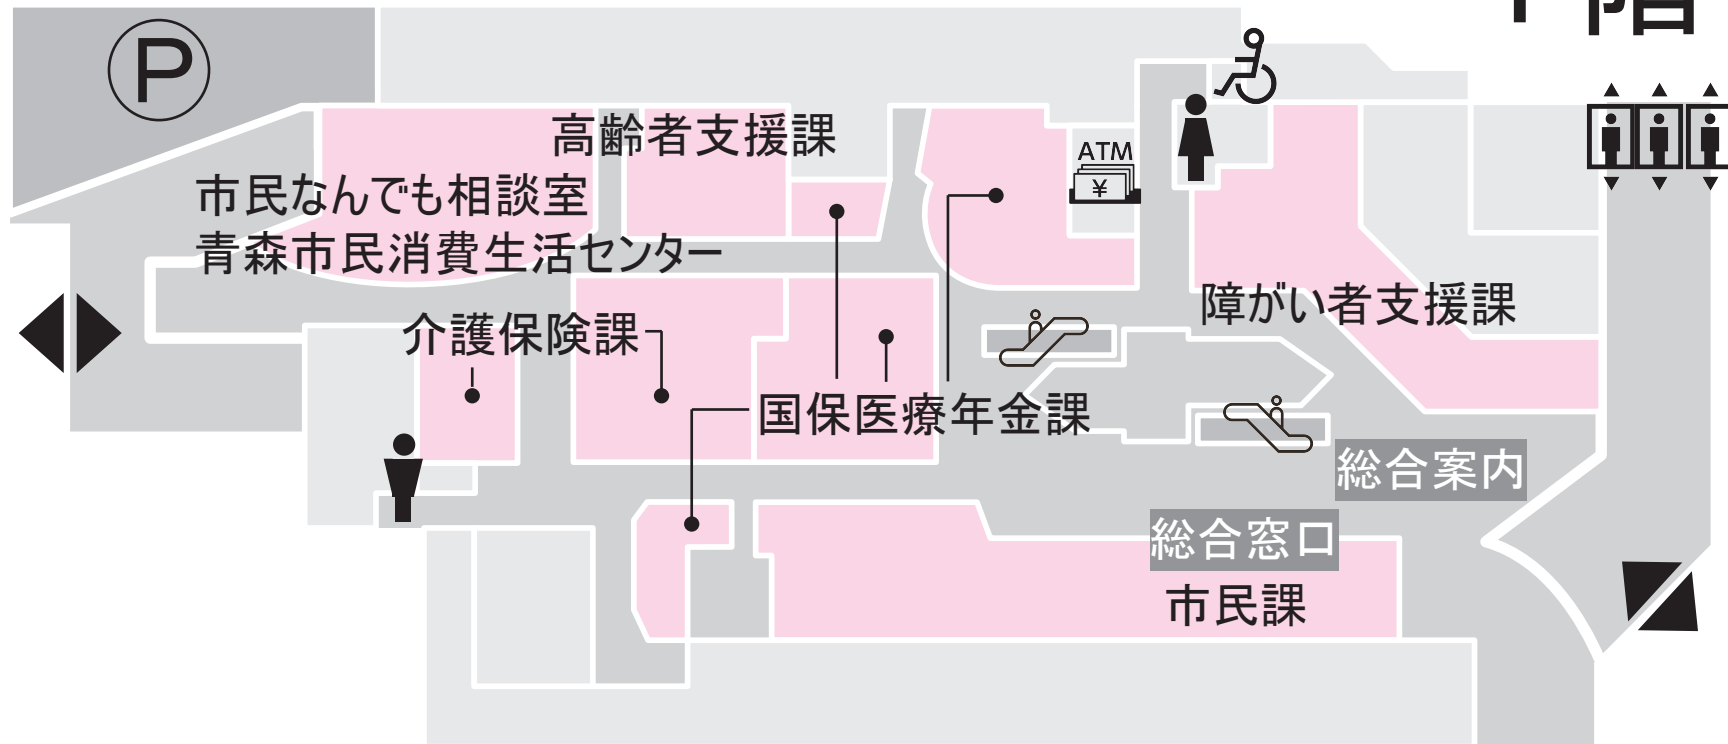 階
P
高齢者支援課
ATM
¥
市民なんでも相談室
青森市民消費生活センター
障がい者支援課
介護保険課
国保医療年金課
総合案内
総合窓口
市民課